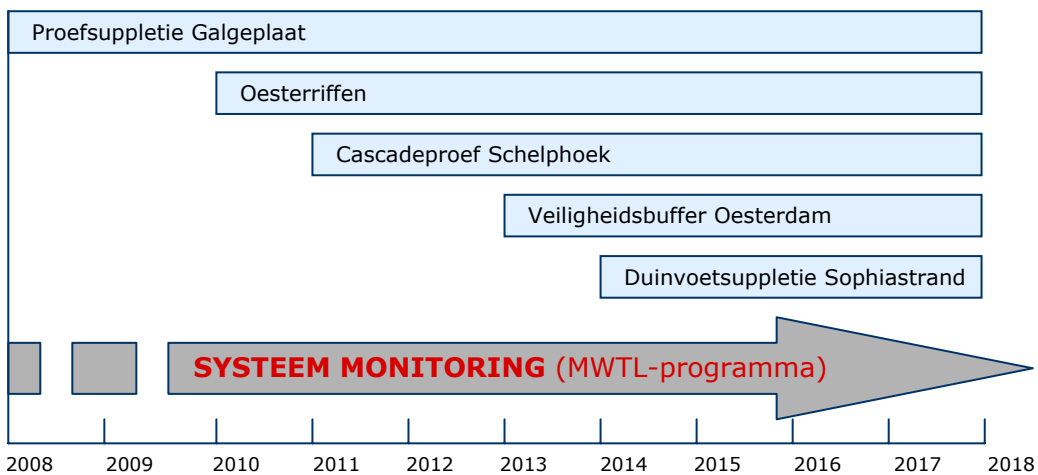 Proefsuppletie Galgeplaat
Oesterriffen
Cascadeproef Schelphoek
Veiligheidsbuffer Oesterdam
Duinvoetsuppletie Sophiastrand
SYSTEEM MONITORING (MWTL-programma)
2008 2009 2010 2011 2012 2013 2014 2015 2016 2017 2018